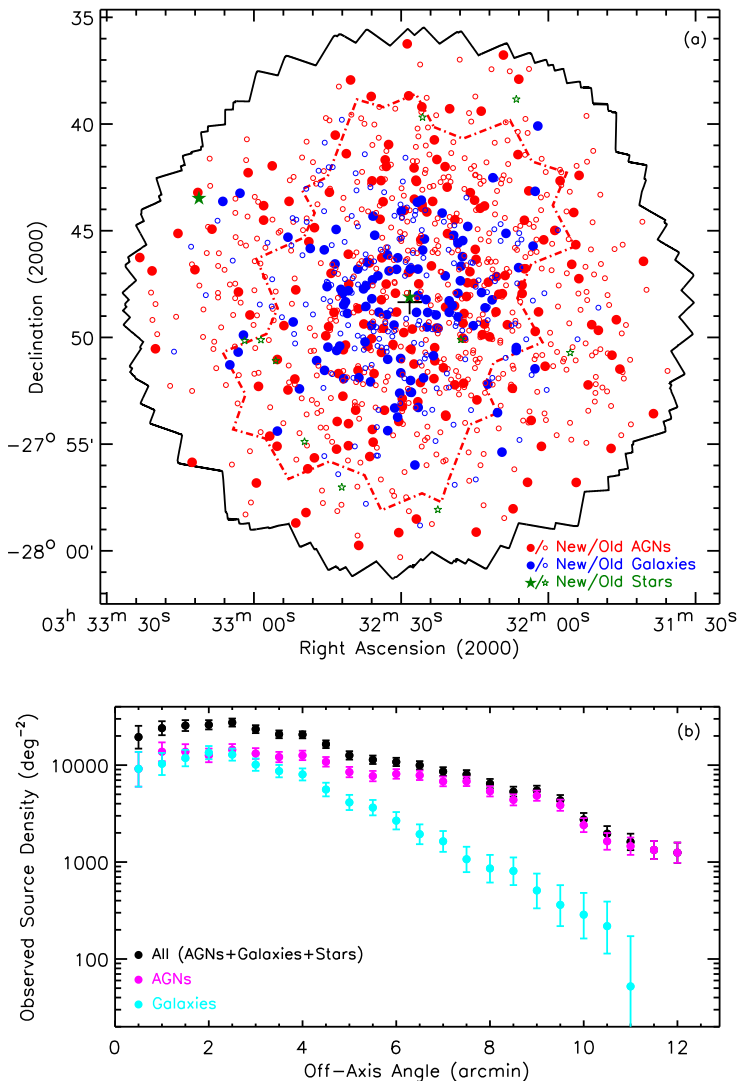 (a)
35'
40
45
50
−27° 55'
−28° 00'
Declination (2000)
●/○ New/Old AGNs
●/○ New/Old Galaxies
★/☆ New/Old Stars
03ʰ 33ᵐ 30ˢ
33ᵐ 00ˢ
32ᵐ 30ˢ
32ᵐ 00ˢ
31ᵐ 30ˢ
Right Ascension (2000)
(b)
10000
1000
100
Observed Source Density (deg⁻²)
All (AGNs+Galaxies+Stars)
AGNs
Galaxies
0 2 4 6 8 10 12
Off−Axis Angle (arcmin)